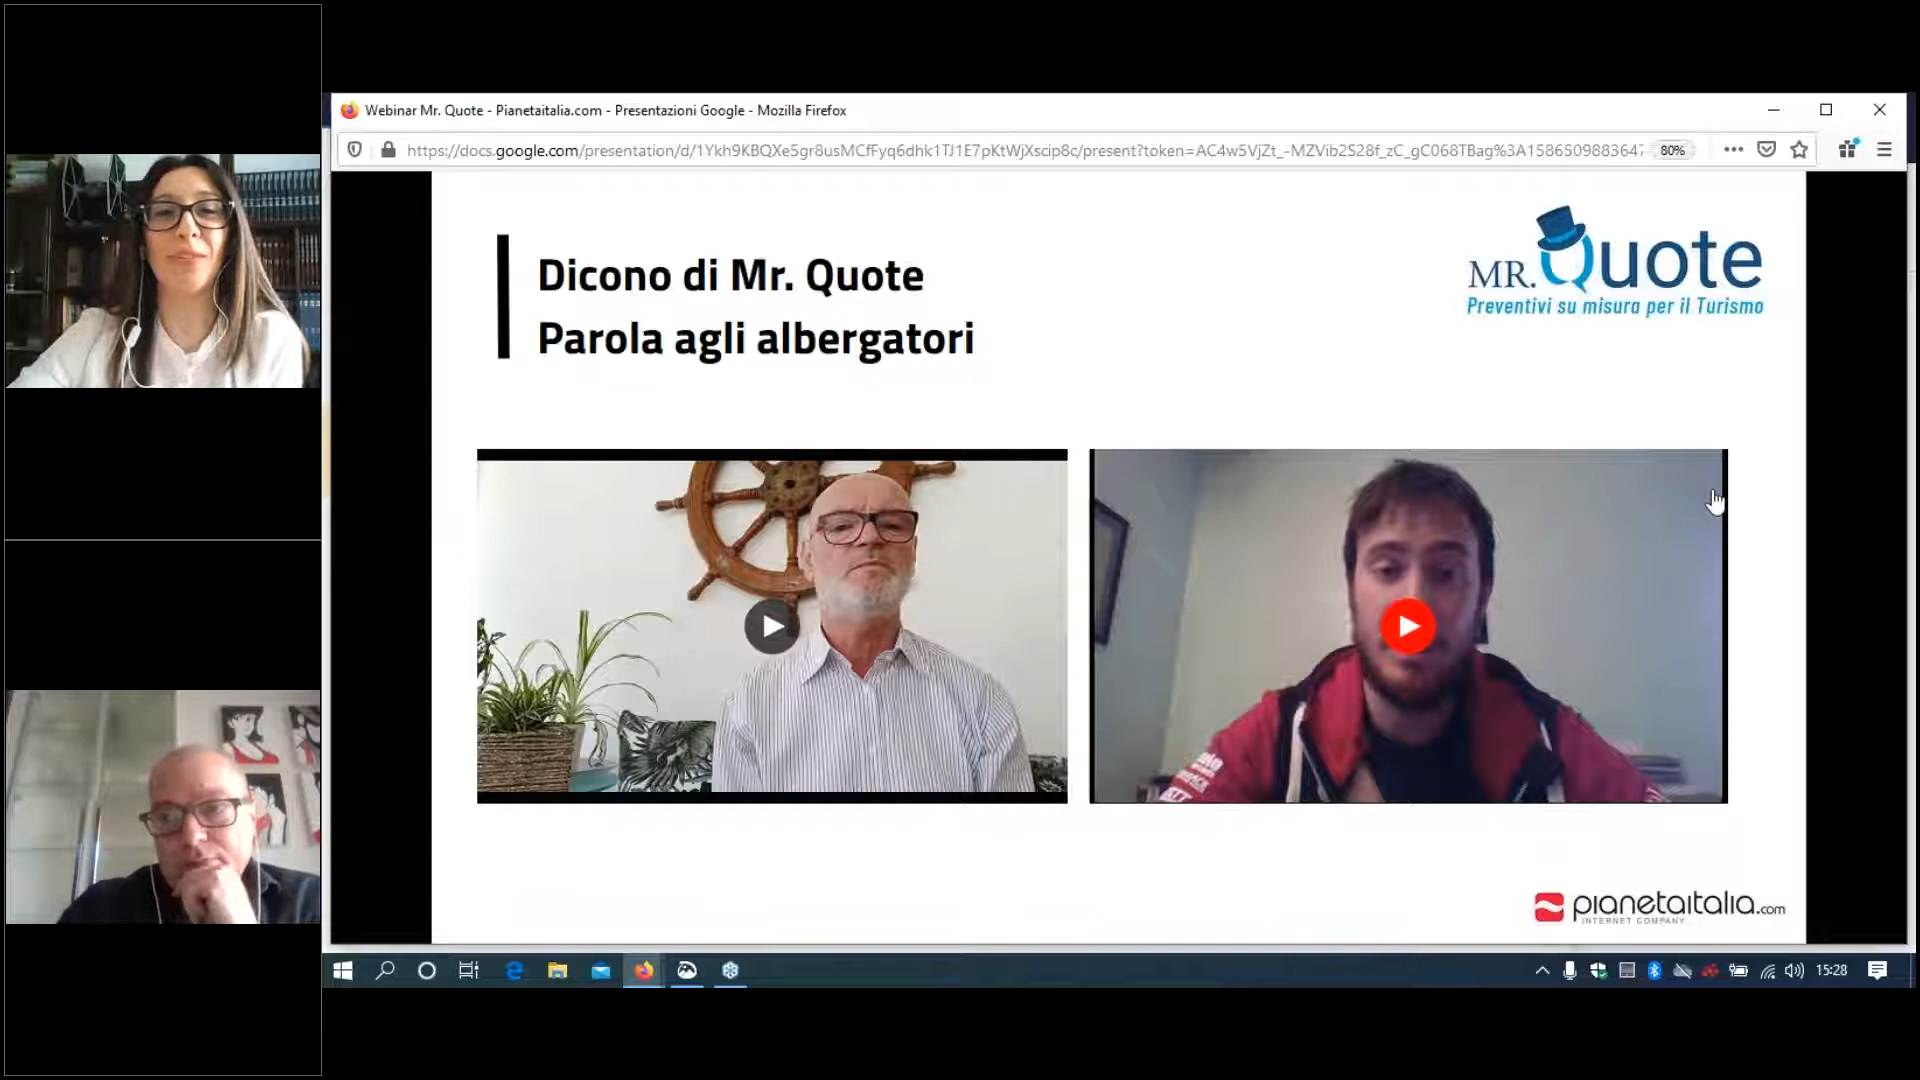 Webinar Mr. Quote - Pianetaitalia.com - Presentazioni Google - Mozilla Firefox
https://docs.google.com/presentation/d/1Ykh9KBQXe5gr8usMCfFyq6dhk1TJ1E7pKtWjXscip8c/present?token=AC4w5VjZt_-MZVib2S28f_zC_gC068TBag%3A1586509883647
80%
Dicono di Mr. Quote
Parola agli albergatori
MR. Quote
Preventivi su misura per il Turismo
pianetaitalia.com
INTERNET COMPANY
15:28